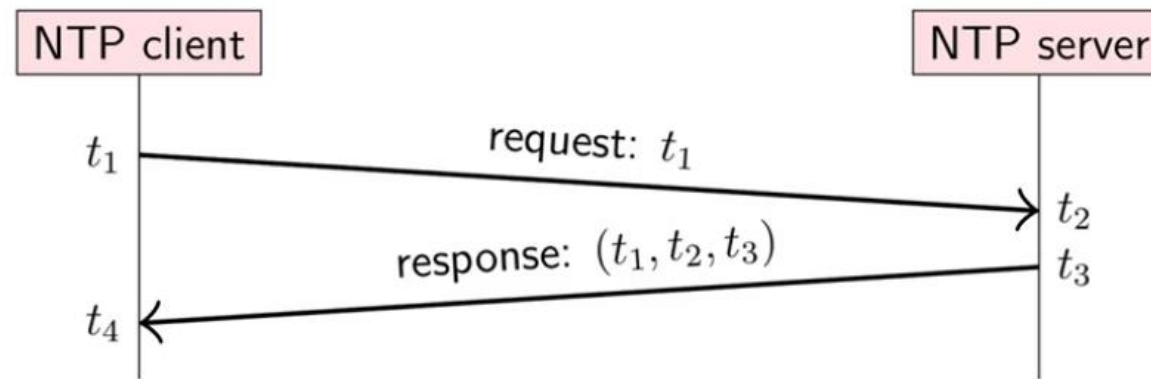 NTP client
NTP server
t₁
request: t₁
t₂
response: (t₁, t₂, t₃)
t₃
t₄